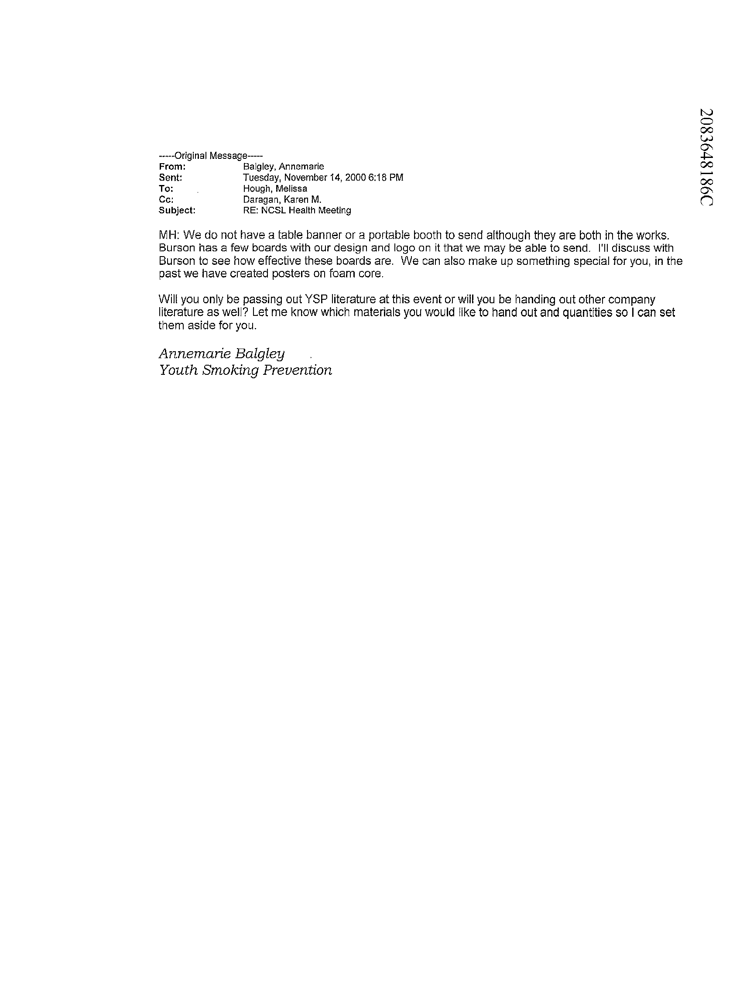 -----Original Message-----
From: Balgley, Annemarie
Sent: Tuesday, November 14, 2000 6:18 PM
To: Hough, Melissa
Cc: Daragan, Karen M.
Subject: RE: NCSL Health Meeting
MH: We do not have a table banner or a portable booth to send although they are both in the works.
Burson has a few boards with our design and logo on it that we may be able to send. I'll discuss with
Burson to see how effective these boards are. We can also make up something special for you, in the
past we have created posters on foam core.
Will you only be passing out YSP literature at this event or will you be handing out other company
literature as well? Let me know which materials you would like to hand out and quantities so I can set
them aside for you.
Annemarie Balgley
Youth Smoking Prevention
2083648186C